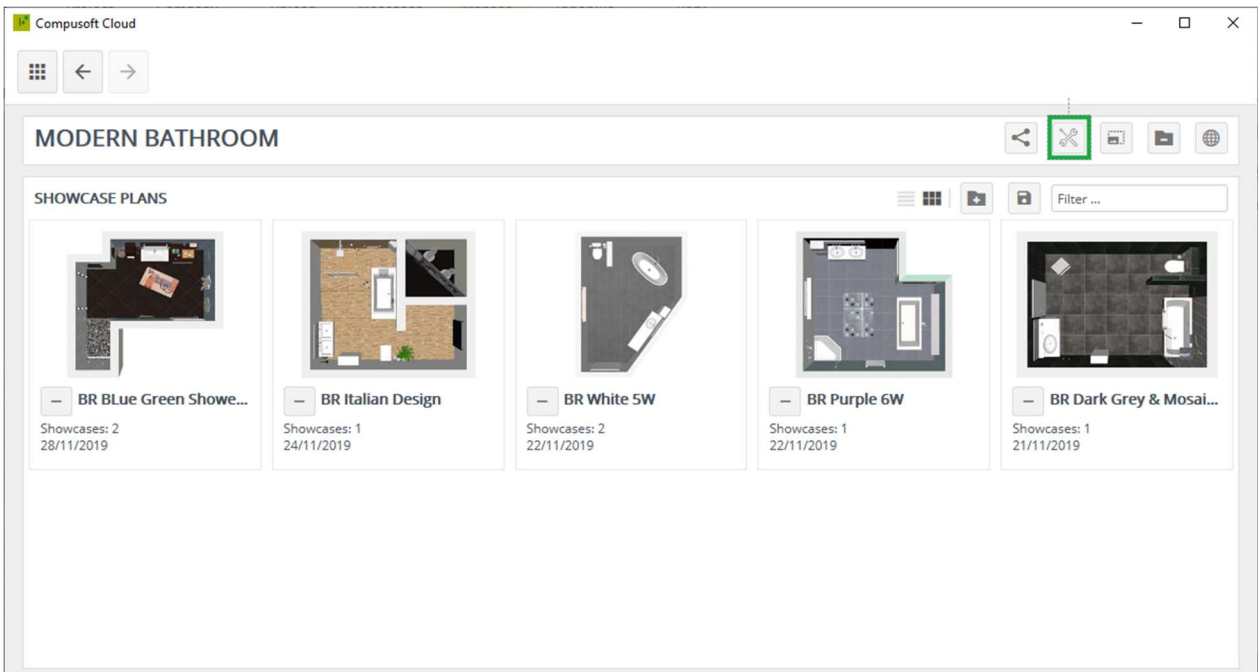 Compusoft Cloud
MODERN BATHROOM
SHOWCASE PLANS
Filter ...
BR BLue Green Showe...
Showcases: 2
28/11/2019
BR Italian Design
Showcases: 1
24/11/2019
BR White 5W
Showcases: 2
22/11/2019
BR Purple 6W
Showcases: 1
22/11/2019
BR Dark Grey & Mosai...
Showcases: 1
21/11/2019